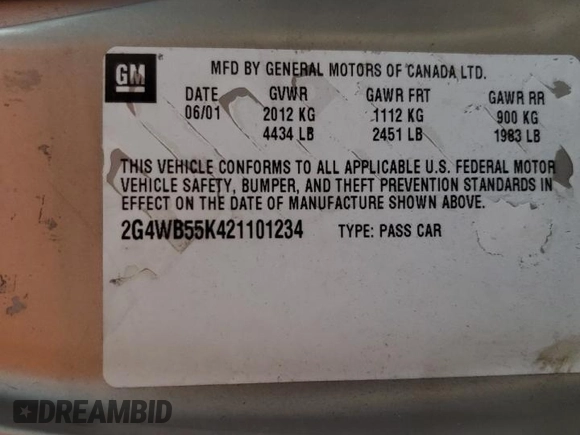 GM
MFD BY GENERAL MOTORS OF CANADA LTD.
DATE GVWR GAWR FRT GAWR RR
06/01 2012 KG 1112 KG 900 KG
4434 LB 2451 LB 1983 LB
THIS VEHICLE CONFORMS TO ALL APPLICABLE U.S. FEDERAL MOTOR
VEHICLE SAFETY, BUMPER, AND THEFT PREVENTION STANDARDS IN
EFFECT ON THE DATE OF MANUFACTURE SHOWN ABOVE.
2G4WB55K421101234 TYPE: PASS CAR
DREAMBID